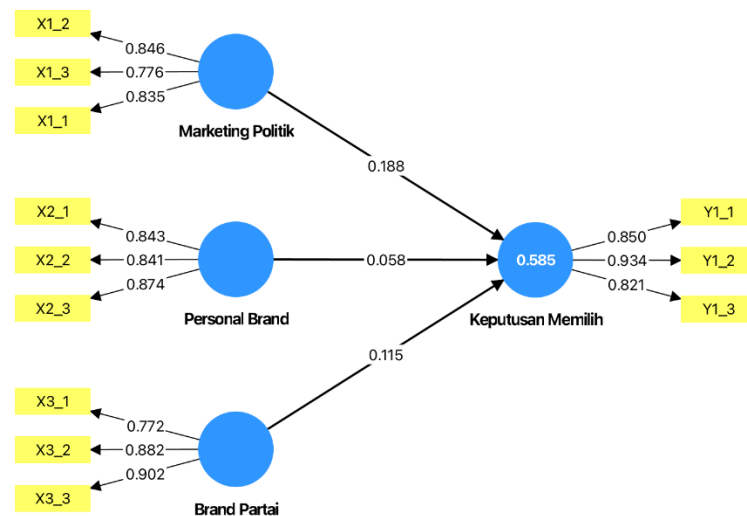 X1_2
0.846
X1_3
0.776
X1_1
0.835
Marketing Politik
0.188
X2_1
0.843
X2_2
0.841
X2_3
0.874
Personal Brand
0.058
0.585
Keputusan Memilih
0.850
Y1_1
0.934
Y1_2
0.821
Y1_3
0.115
X3_1
0.772
X3_2
0.882
X3_3
0.902
Brand Partai